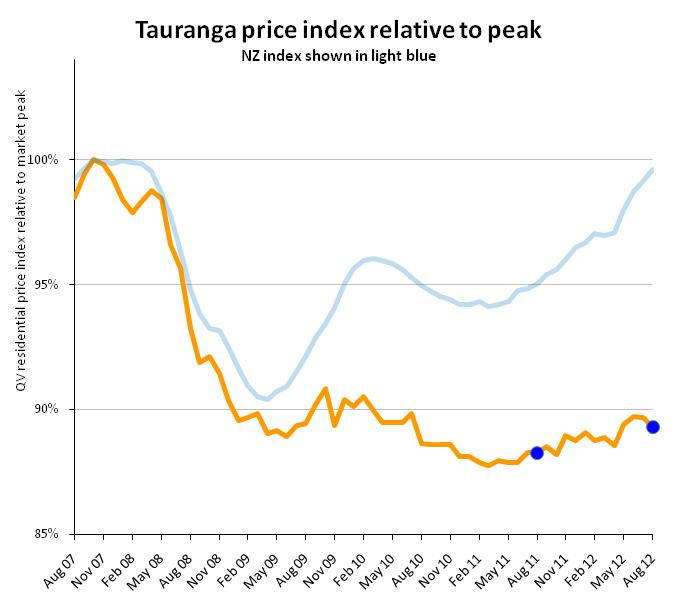 Tauranga price index relative to peak
NZ index shown in light blue
QV residential price index relative to market peak
100%
95%
90%
85%
Aug 07
Nov 07
Feb 08
May 08
Aug 08
Nov 08
Feb 09
May 09
Aug 09
Nov 09
Feb 10
May 10
Aug 10
Nov 10
Feb 11
May 11
Aug 11
Nov 11
Feb 12
May 12
Aug 12